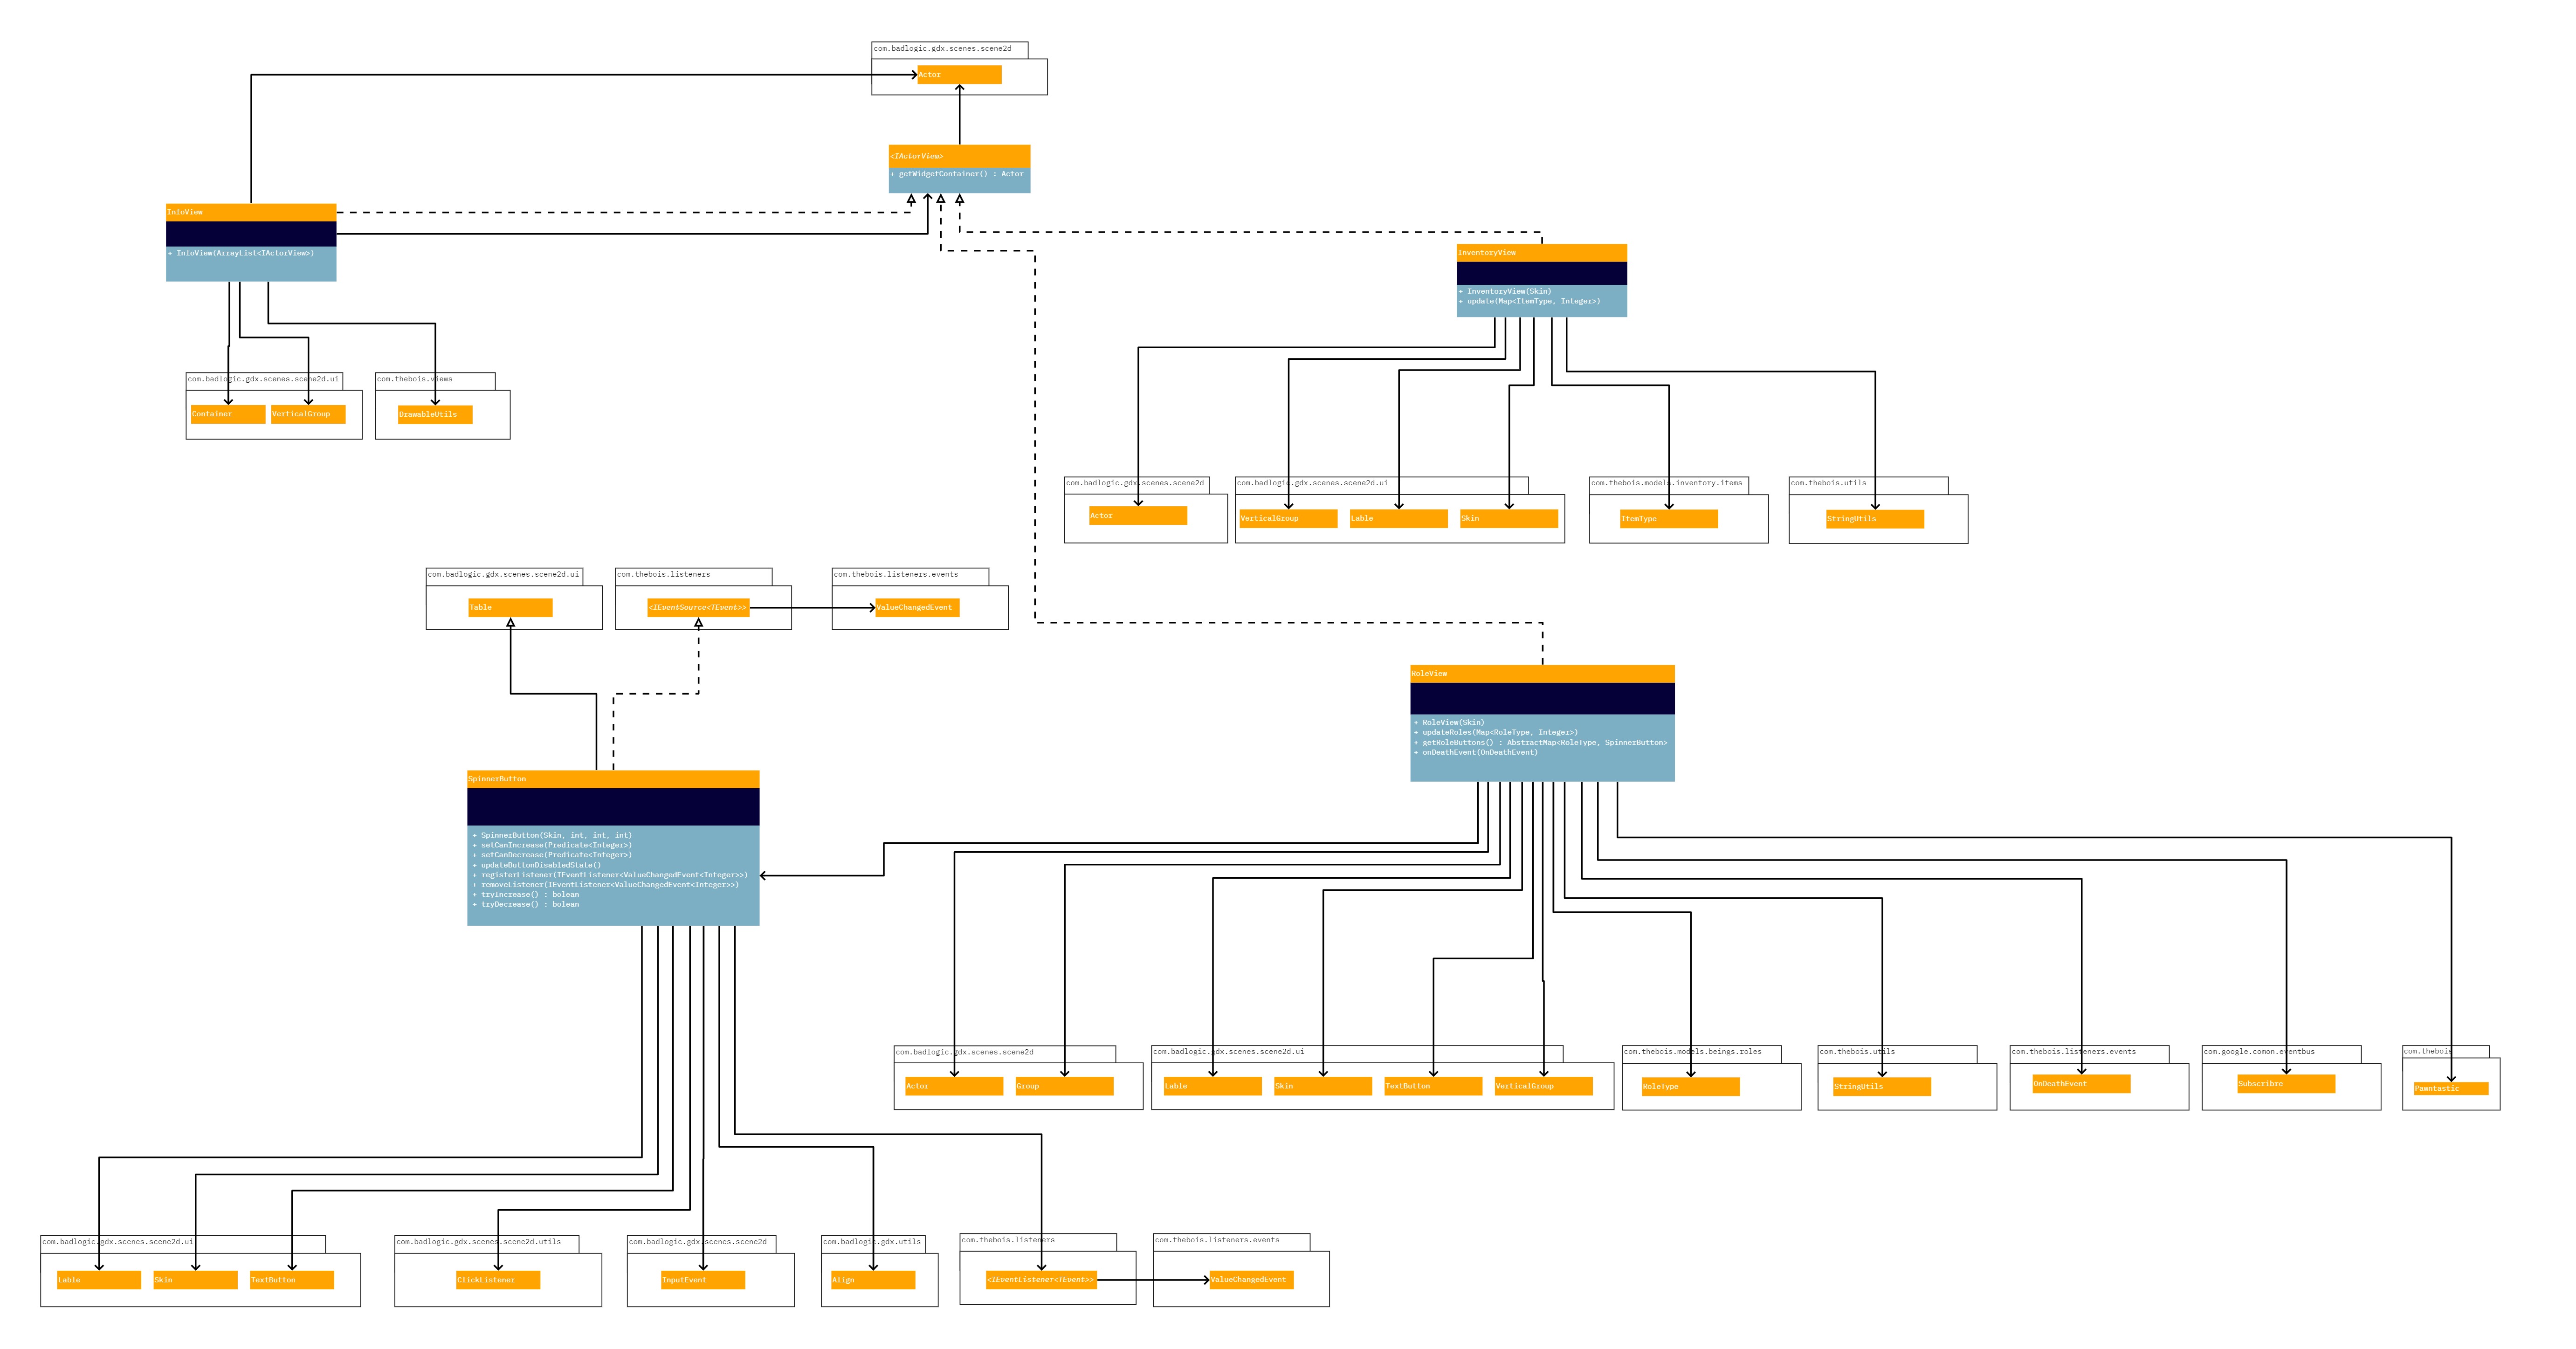 com.badlogic.gdx.scenes.scene2d
Actor
<IActorView>
+ getWidgetContainer() : Actor
InfoView
+ InfoView(ArrayList<IActorView>)
InventoryView
+ InventoryView(Skin)
+ update(Map<ItemType, Integer>)
com.badlogic.gdx.scenes.scene2d.ui
Container
VerticalGroup
com.thebois.views
DrawableUtils
com.badlogic.gdx.scenes.scene2d
Actor
com.badlogic.gdx.scenes.scene2d.ui
VerticalGroup
Lable
Skin
com.thebois.models.inventory.items
ItemType
com.thebois.utils
StringUtils
com.badlogic.gdx.scenes.scene2d.ui
Table
com.thebois.listeners
<IEventSource<TEvent>>
com.thebois.listeners.events
ValueChangedEvent
RoleView
+ RoleView(Skin)
+ updateRoles(Map<RoleType, Integer>)
+ getRoleButtons() : AbstractMap<RoleType, SpinnerButton>
+ onDeathEvent(OnDeathEvent)
SpinnerButton
+ SpinnerButton(Skin, int, int, int)
+ setCanIncrease(Predicate<Integer>)
+ setCanDecrease(Predicate<Integer>)
+ updateButtonDisabledState()
+ registerListener(IEventListener<ValueChangedEvent<Integer>>)
+ removeListener(IEventListener<ValueChangedEvent<Integer>>)
+ tryIncrease() : bolean
+ tryDecrease() : bolean
com.badlogic.gdx.scenes.scene2d
Actor
Group
com.badlogic.gdx.scenes.scene2d.ui
Lable
Skin
TextButton
VerticalGroup
com.thebois.models.beings.roles
RoleType
com.thebois.utils
StringUtils
com.thebois.listeners.events
OnDeathEvent
com.google.comon.eventbus
Subscribre
com.thebois
Pawntastic
com.badlogic.gdx.scenes.scene2d.ui
Lable
Skin
TextButton
com.badlogic.gdx.scenes.scene2d.utils
ClickListener
com.badlogic.gdx.scenes.scene2d
InputEvent
com.badlogic.gdx.utils
Align
com.thebois.listeners
<IEventListener<TEvent>>
com.thebois.listeners.events
ValueChangedEvent